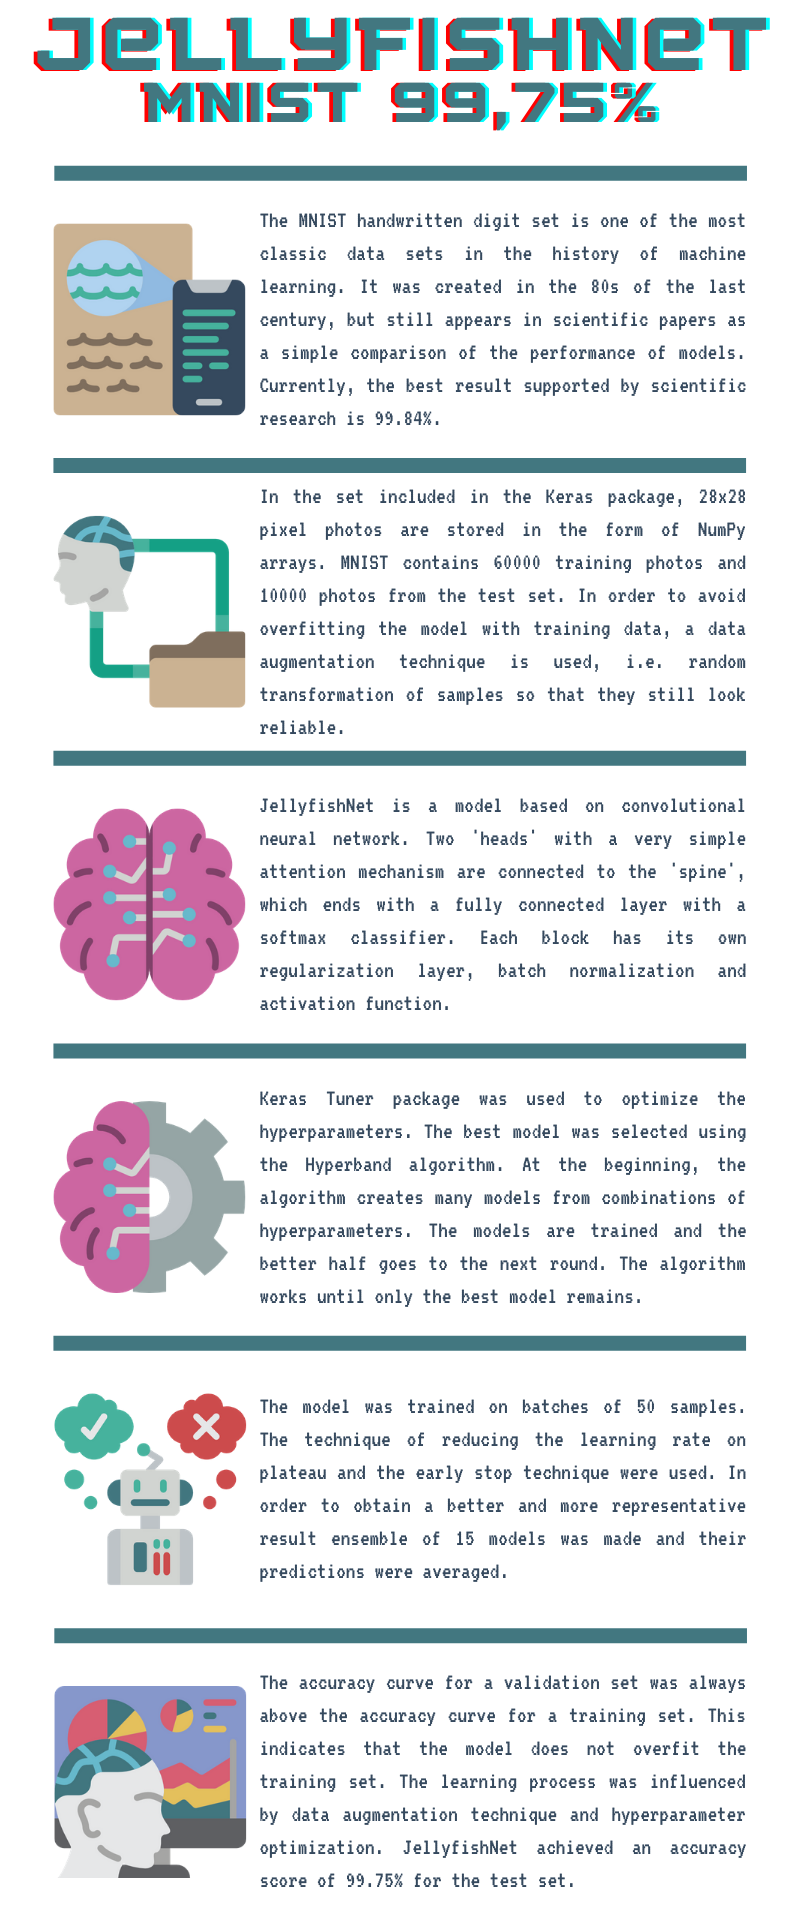 JeLLyFISHNeT
MNIST 99,75%
The MNIST handwritten digit set is one of the most
classic data sets in the history of machine
learning. It was created in the 80s of the last
century, but still appears in scientific papers as
a simple comparison of the performance of models.
Currently, the best result supported by scientific
research is 99.84%.
In the set included in the Keras package, 28x28
pixel photos are stored in the form of NumPy
arrays. MNIST contains 60000 training photos and
10000 photos from the test set. In order to avoid
overfitting the model with training data, a data
augmentation technique is used, i.e. random
transformation of samples so that they still look
reliable.
JellyfishNet is a model based on convolutional
neural network. Two 'heads' with a very simple
attention mechanism are connected to the 'spine',
which ends with a fully connected layer with a
softmax classifier. Each block has its own
regularization layer, batch normalization and
activation function.
Keras Tuner package was used to optimize the
hyperparameters. The best model was selected using
the Hyperband algorithm. At the beginning, the
algorithm creates many models from combinations of
hyperparameters. The models are trained and the
better half goes to the next round. The algorithm
works until only the best model remains.
The model was trained on batches of 50 samples.
The technique of reducing the learning rate on
plateau and the early stop technique were used. In
order to obtain a better and more representative
result ensemble of 15 models was made and their
predictions were averaged.
The accuracy curve for a validation set was always
above the accuracy curve for a training set. This
indicates that the model does not overfit the
training set. The learning process was influenced
by data augmentation technique and hyperparameter
optimization. JellyfishNet achieved an accuracy
score of 99.75% for the test set.